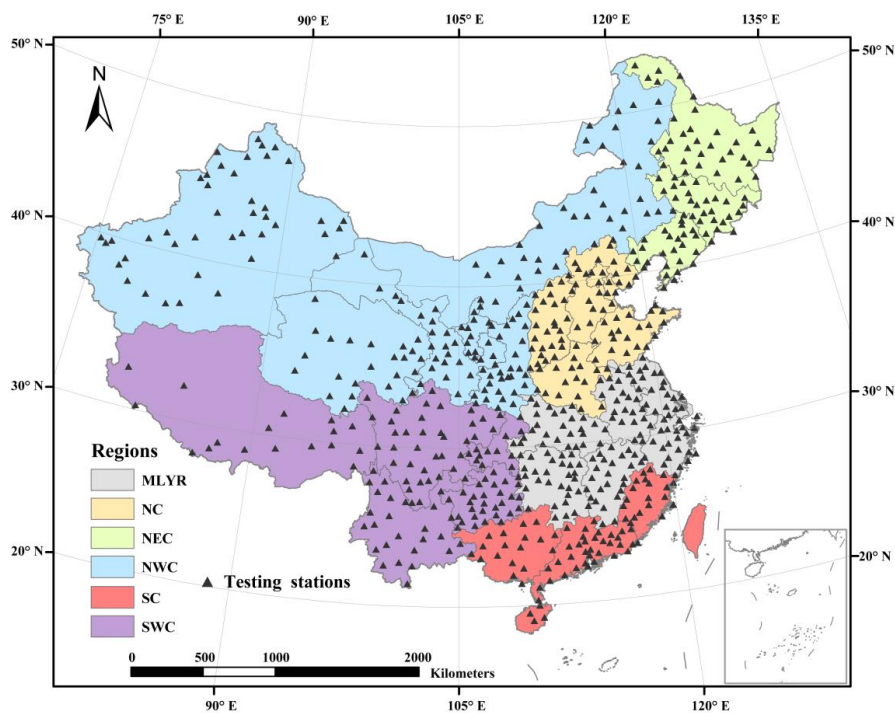 75° E 90° E 105° E 120° E 135° E
50° N 50° N
N
40° N 40° N
30° N 30° N
Regions
MLYR
NC
NEC
NWC
SC
SWC
Testing stations
20° N 20° N
0 500 1000 2000
Kilometers
90° E 105° E 120° E